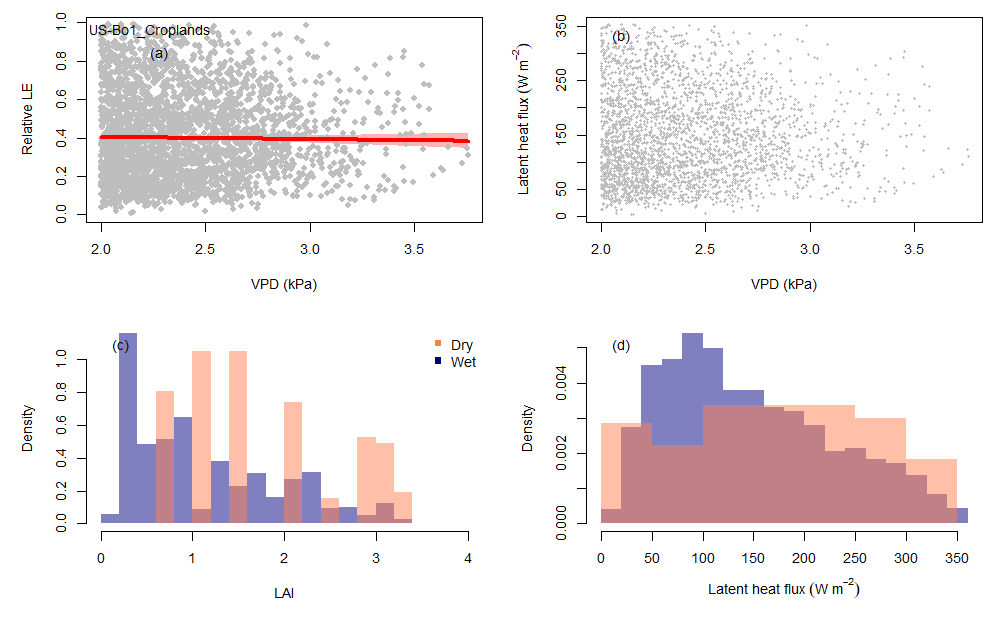 US-Bo1_Croplands
(a)
Relative LE
0.0 0.2 0.4 0.6 0.8 1.0
2.0 2.5 3.0 3.5
VPD (kPa)
(b)
Latent heat flux (W m−2)
0 50 150 250 350
2.0 2.5 3.0 3.5
VPD (kPa)
(c)
Dry
Wet
Density
0.0 0.2 0.4 0.6 0.8 1.0
0 1 2 3 4
LAI
(d)
Density
0.000 0.002 0.004
0 50 100 150 200 250 300 350
Latent heat flux (W m−2)